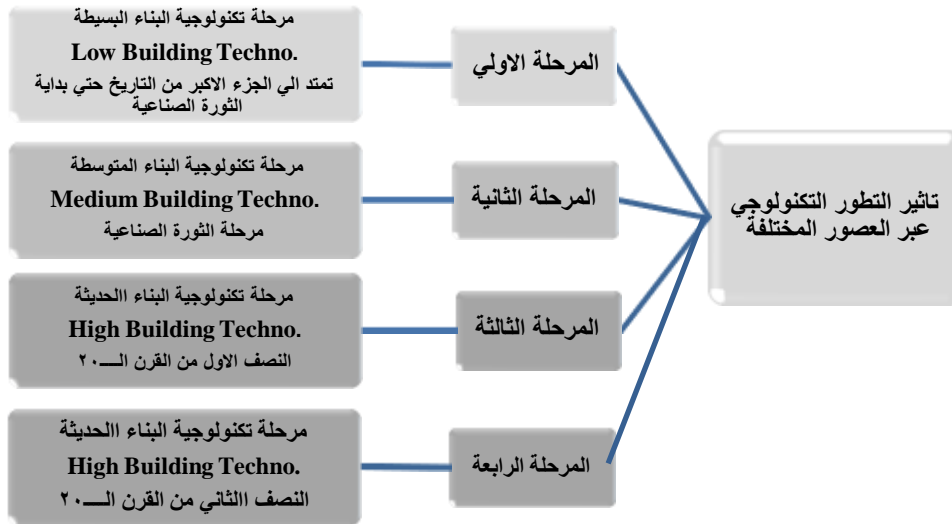 تاثير التطور التكنولوجي
عبر العصور المختلفة
المرحلة الاولي
مرحلة تكنولوجية البناء البسيطة
Low Building Techno.
تمتد الي الجزء الاكبر من التاريخ حتي بداية
الثورة الصناعية
المرحلة الثانية
مرحلة تكنولوجية البناء المتوسطة
Medium Building Techno.
مرحلة الثورة الصناعية
المرحلة الثالثة
مرحلة تكنولوجية البناء االحديثة
High Building Techno.
النصف الاول من القرن الـــ٢٠
المرحلة الرابعة
مرحلة تكنولوجية البناء االحديثة
High Building Techno.
النصف االثاني من القرن الـــ٢٠